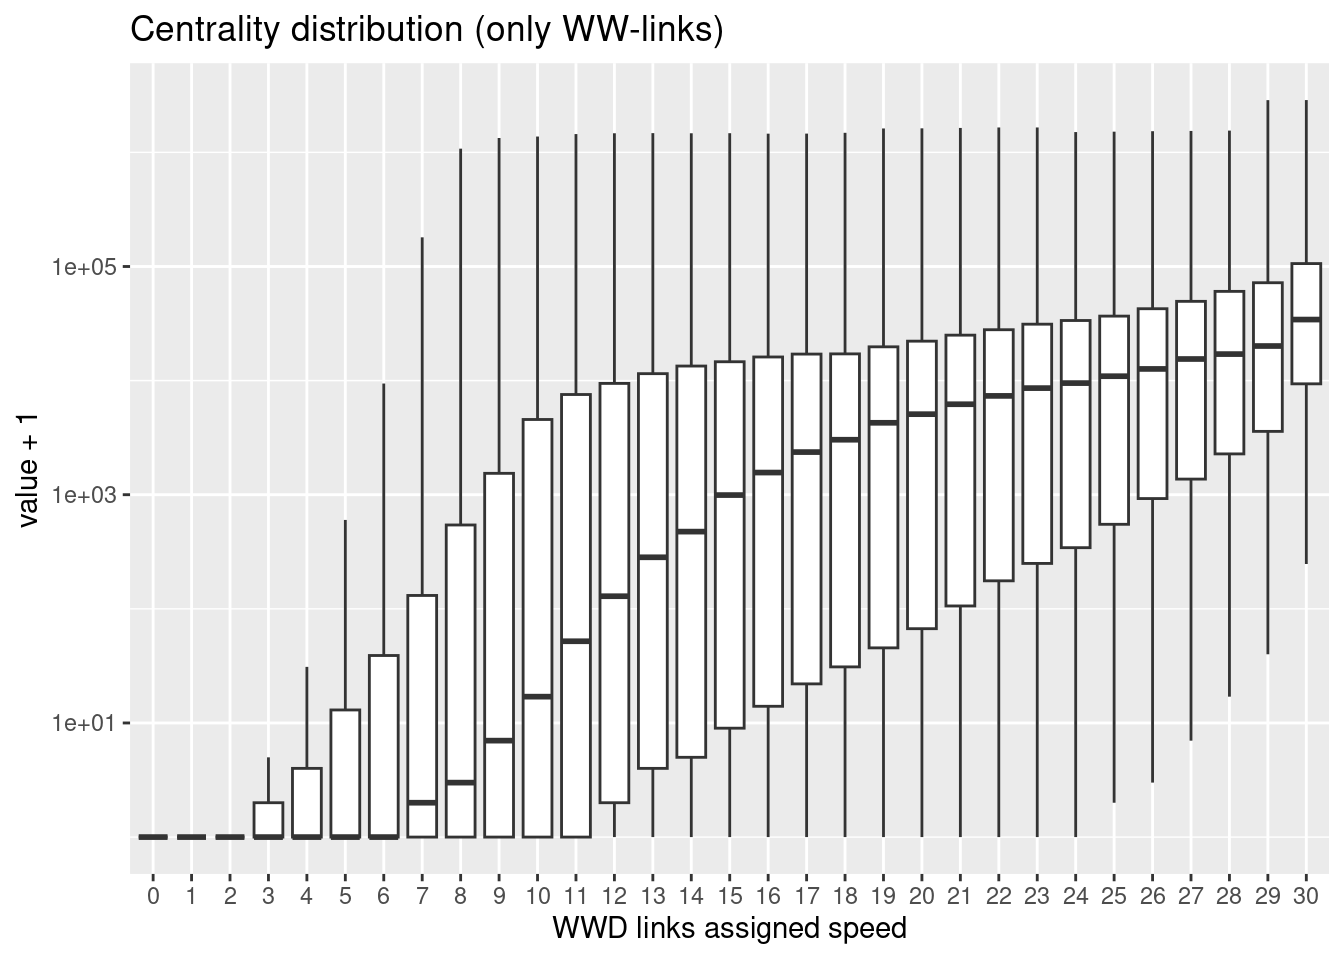 Centrality distribution (only WW-links)
value + 1
1e+05
1e+03
1e+01
0 1 2 3 4 5 6 7 8 9 10 11 12 13 14 15 16 17 18 19 20 21 22 23 24 25 26 27 28 29 30
WWD links assigned speed